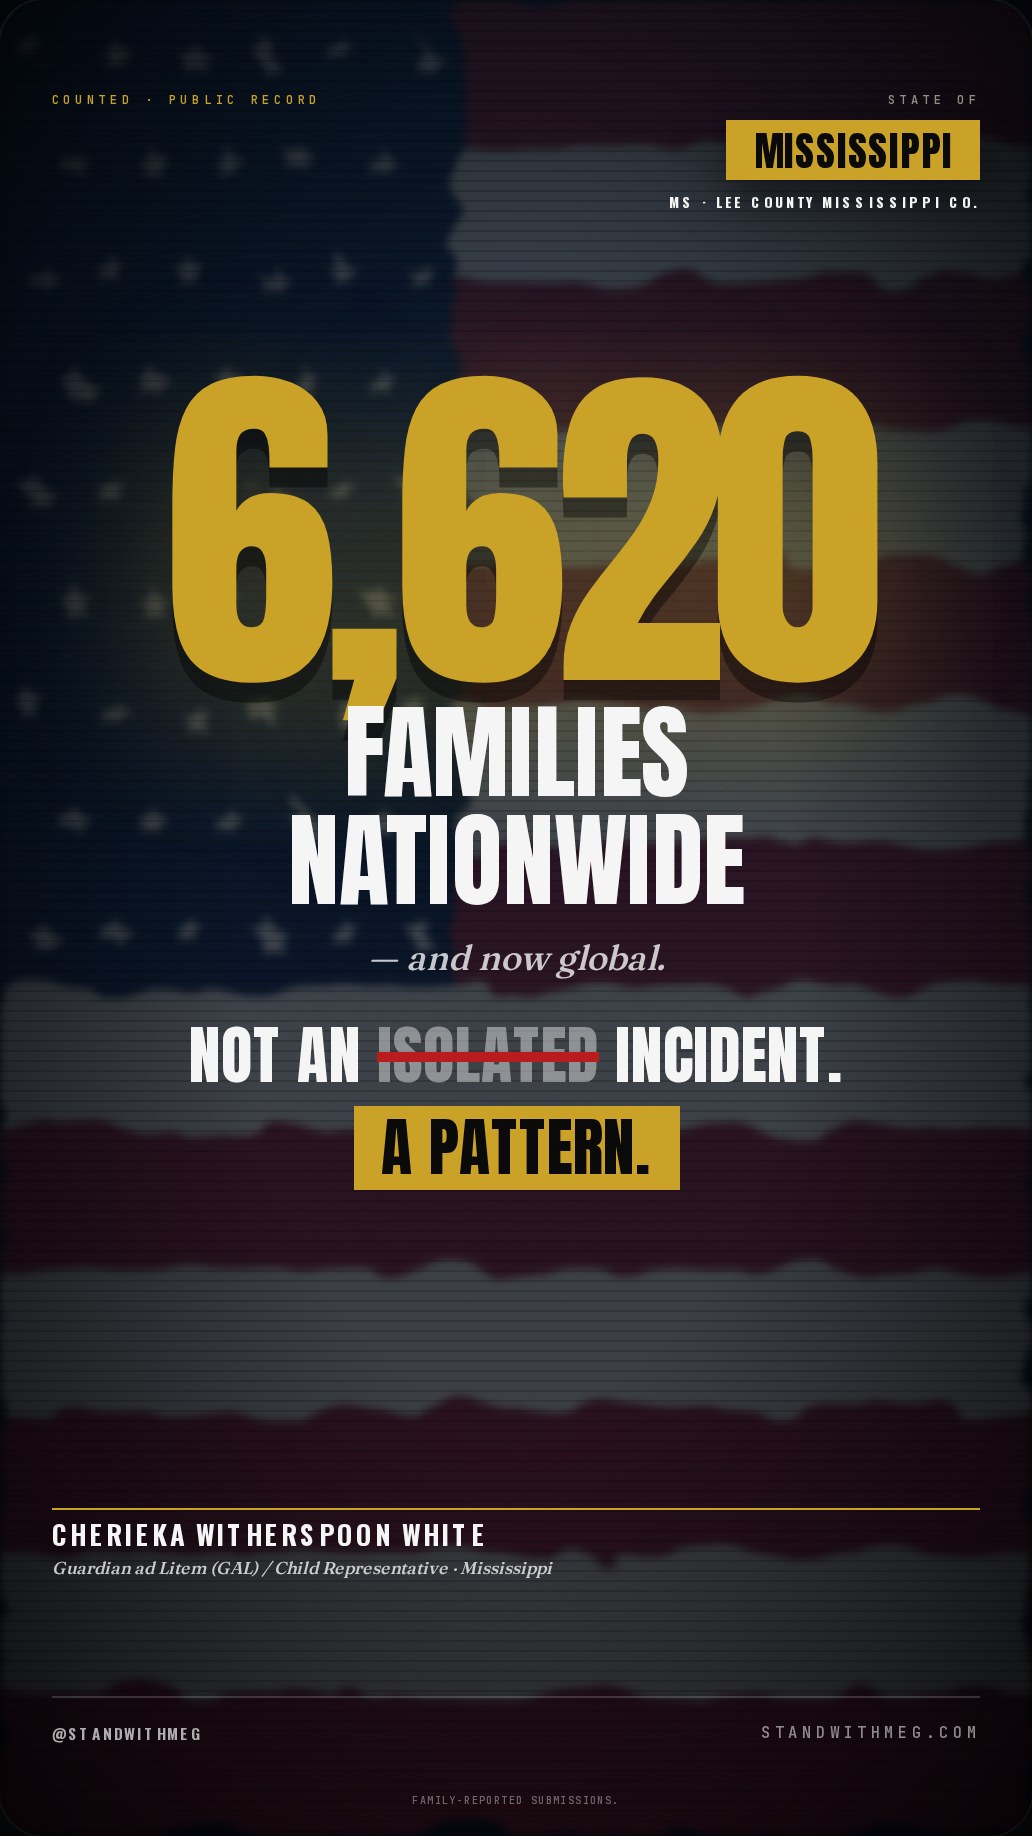 COUNTED · PUBLIC RECORD
STATE OF
MISSISSIPPI
MS · LEE COUNTY MISSISSIPPI CO.
6,620
FAMILIES
NATIONWIDE
— and now global.
NOT AN ISOLATED INCIDENT.
A PATTERN.
CHERIEKA WITHERSPOON WHITE
Guardian ad Litem (GAL) / Child Representative · Mississippi
@STANDWITHMEG
STANDWITHMEG.COM
FAMILY-REPORTED SUBMISSIONS.